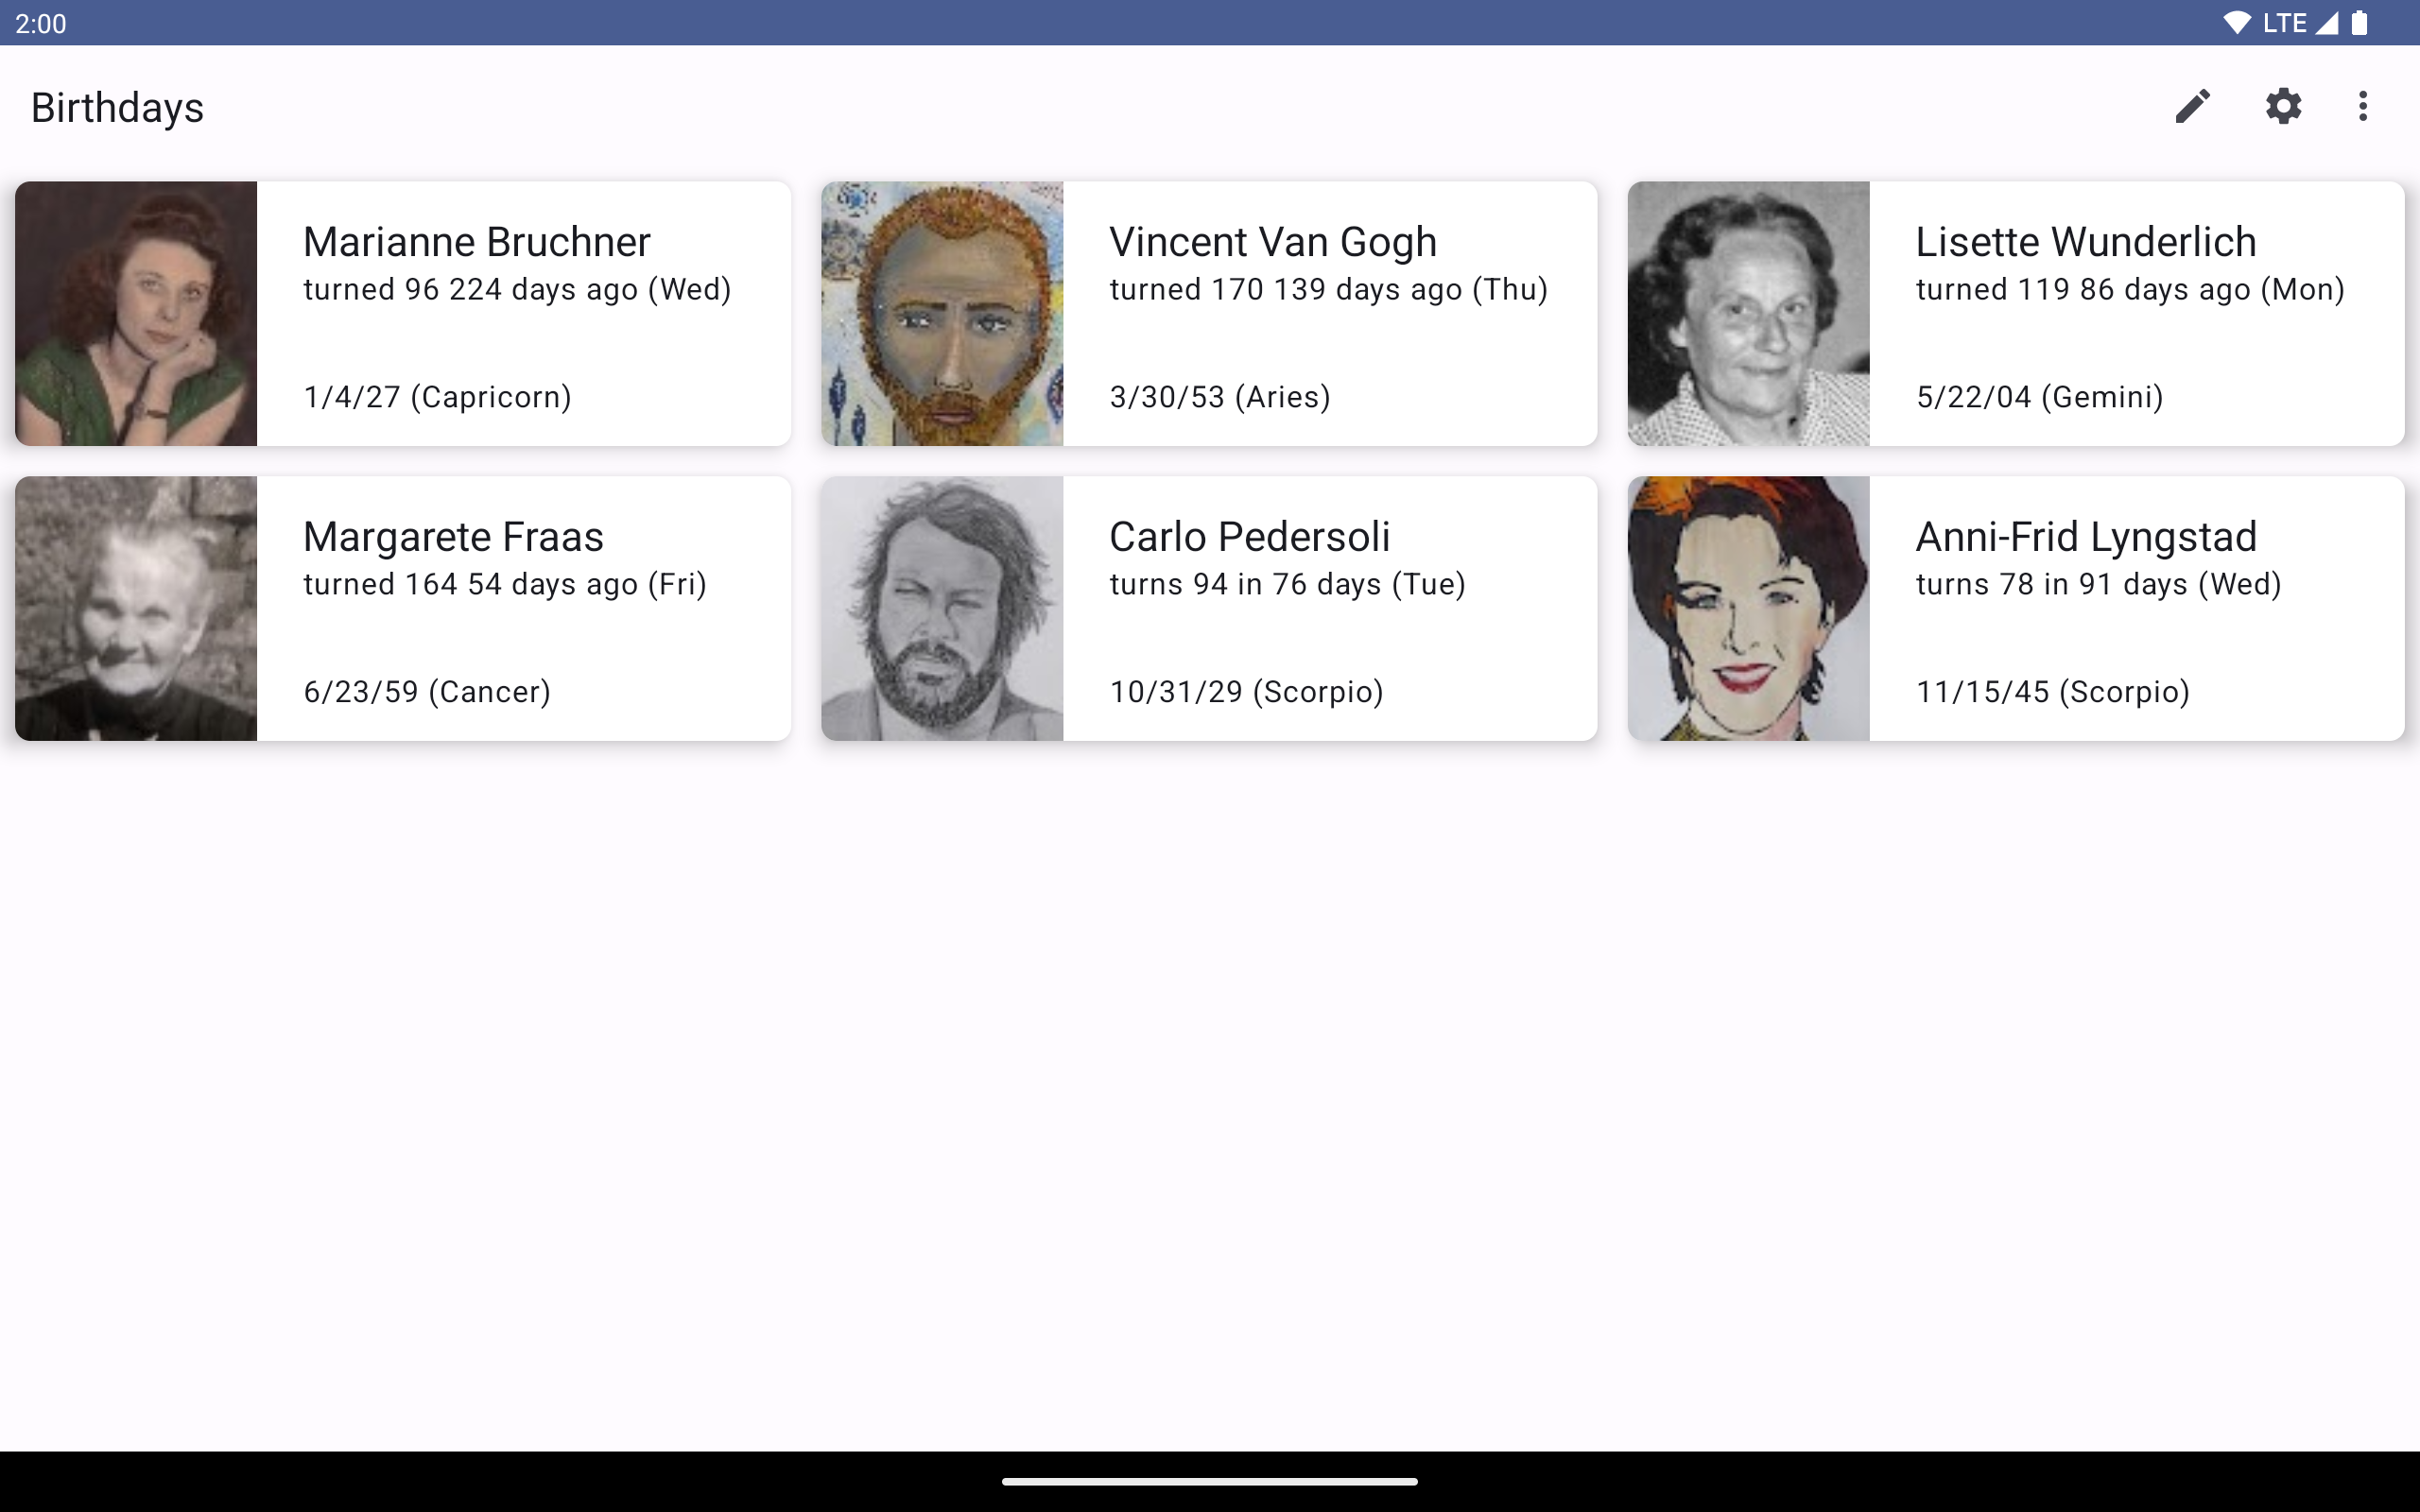 2:00
LTE
Birthdays
Marianne Bruchner
turned 96 224 days ago (Wed)
1/4/27 (Capricorn)
Vincent Van Gogh
turned 170 139 days ago (Thu)
3/30/53 (Aries)
Lisette Wunderlich
turned 119 86 days ago (Mon)
5/22/04 (Gemini)
Margarete Fraas
turned 164 54 days ago (Fri)
6/23/59 (Cancer)
Carlo Pedersoli
turns 94 in 76 days (Tue)
10/31/29 (Scorpio)
Anni-Frid Lyngstad
turns 78 in 91 days (Wed)
11/15/45 (Scorpio)